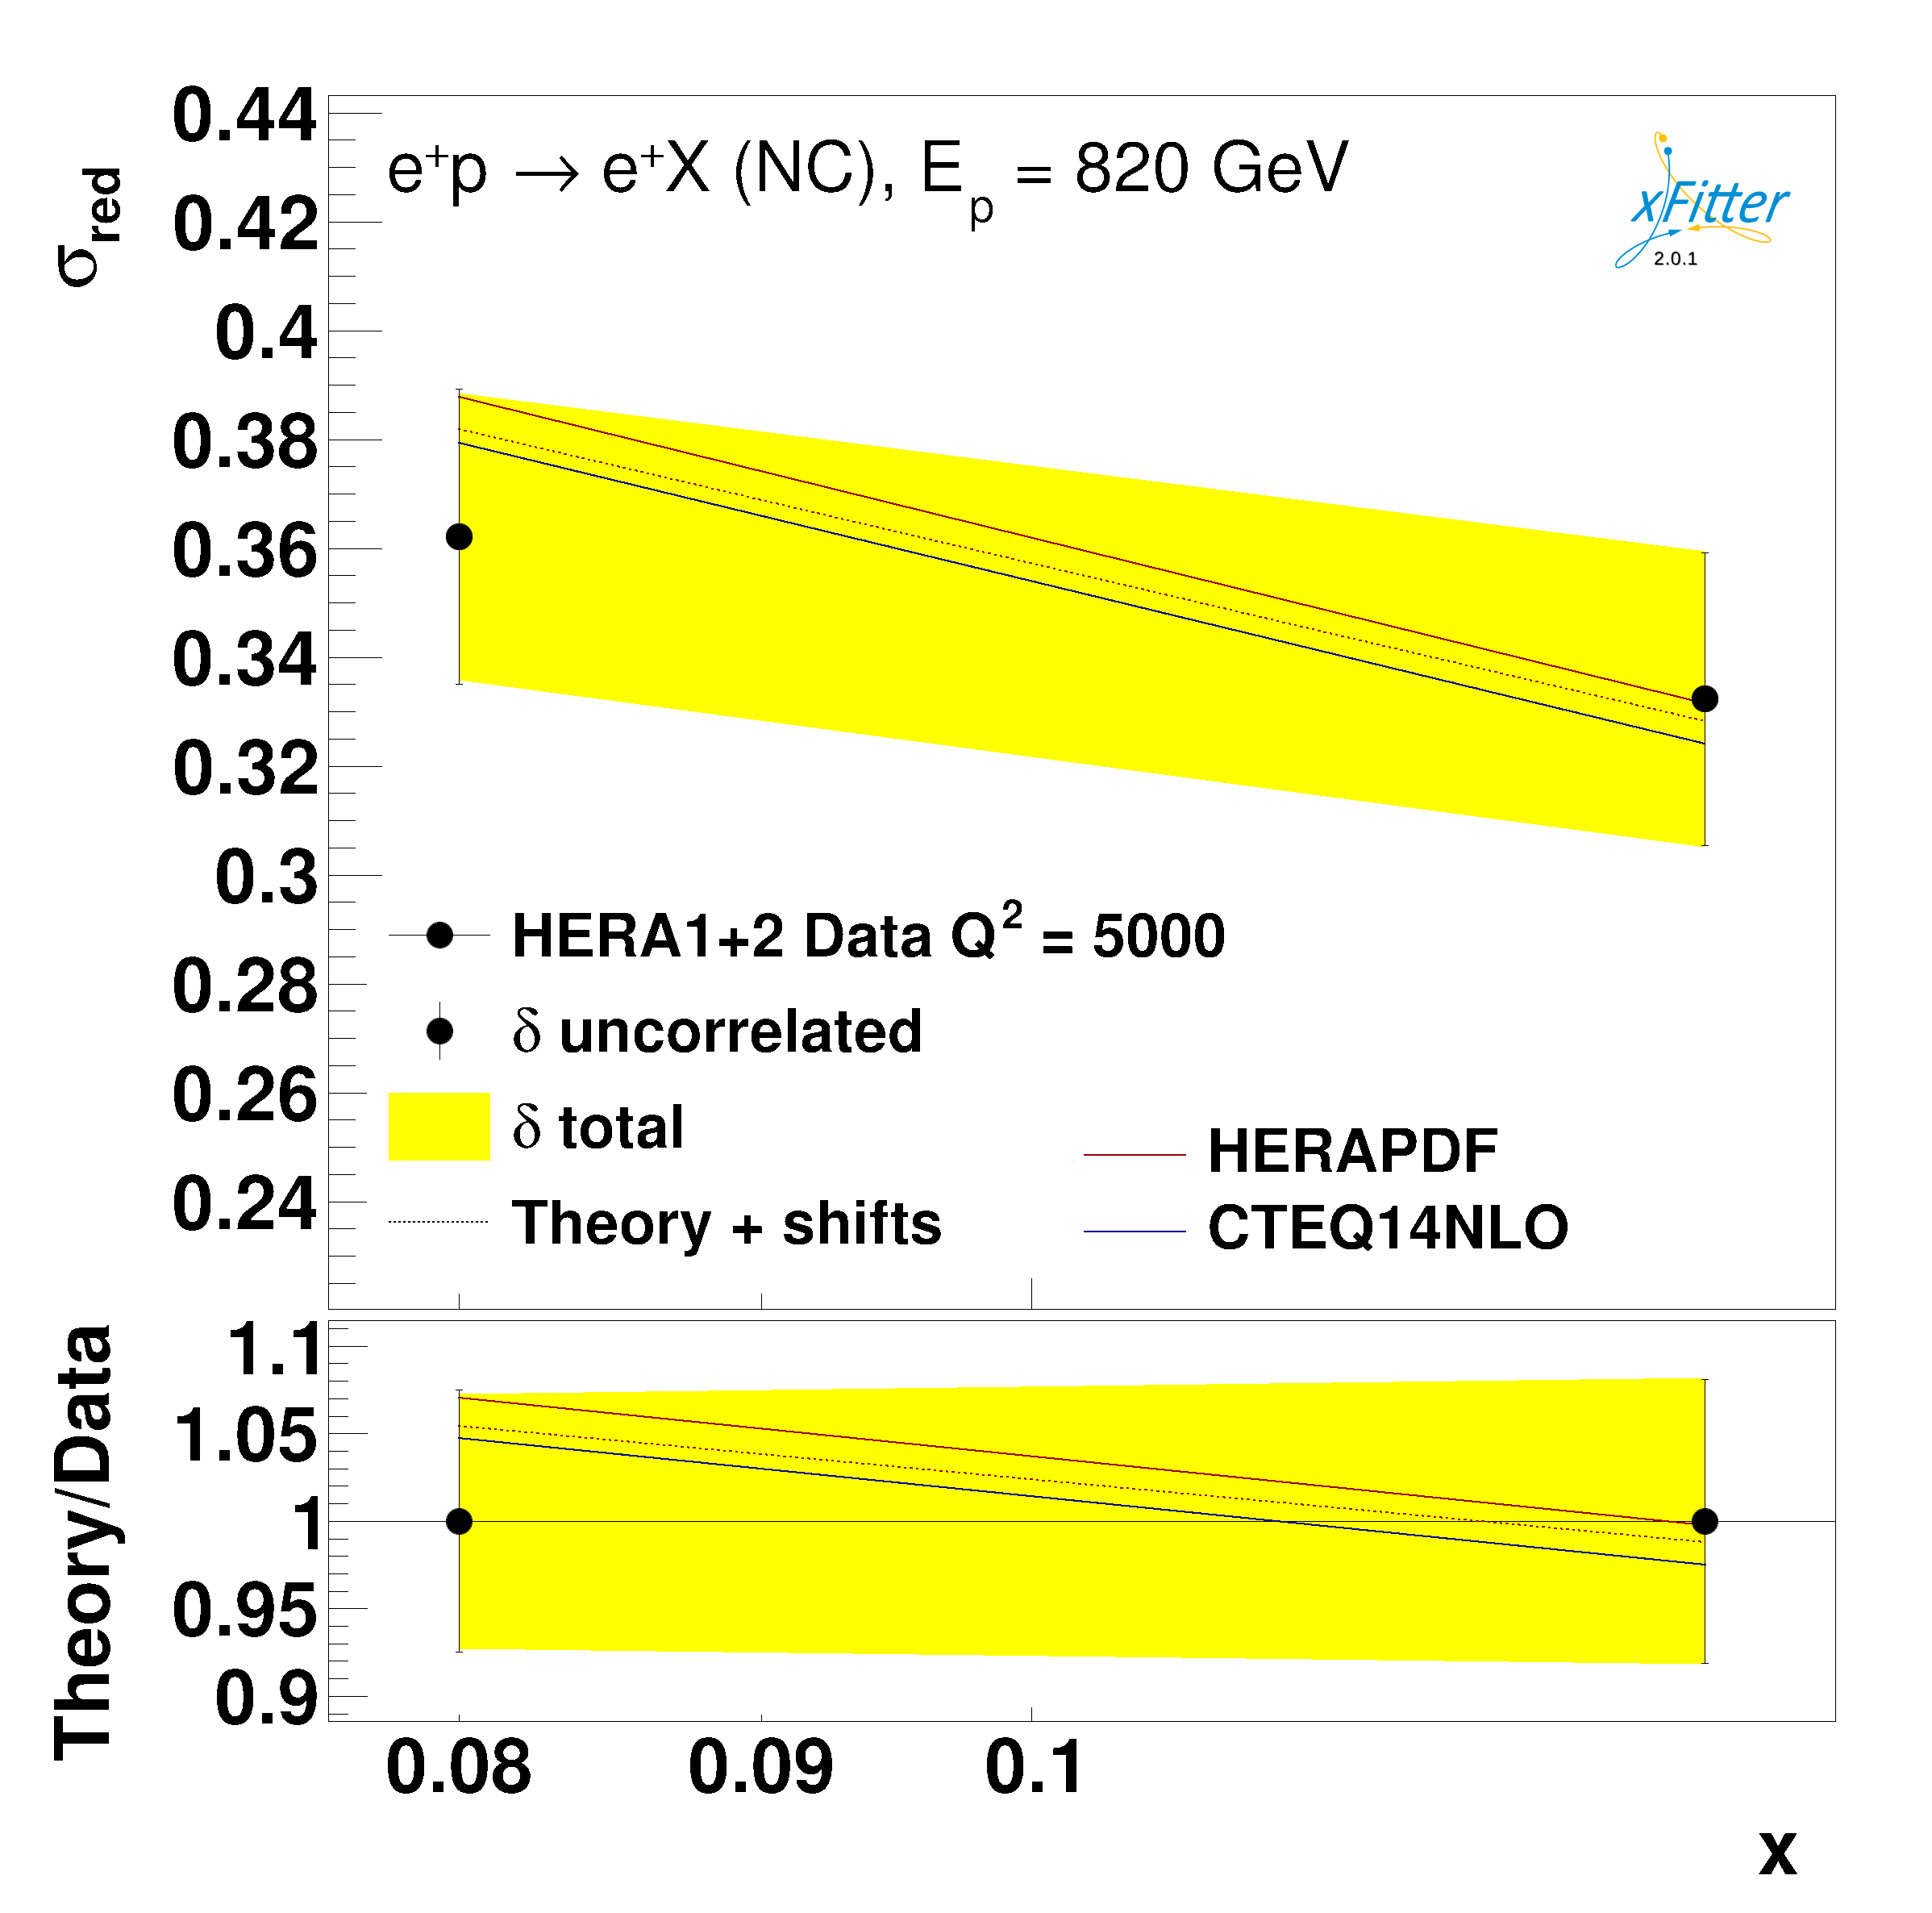 0.44
0.42
0.4
0.38
0.36
0.34
0.32
0.3
0.28
0.26
0.24
σred
e⁺p → e⁺X (NC), Eₚ = 820 GeV
xFitter
2.0.1
HERA1+2 Data Q² = 5000
δ uncorrelated
δ total
Theory + shifts
HERAPDF
CTEQ14NLO
1.1
1.05
1
0.95
0.9
Theory/Data
0.08 0.09 0.1
x